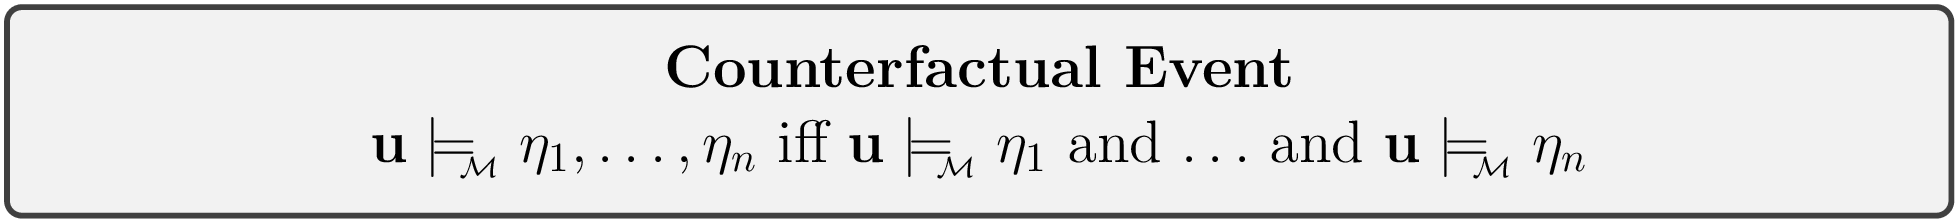 Counterfactual Event
𝐮 ⊨_ℳ η₁, …, ηₙ iff 𝐮 ⊨_ℳ η₁ and … and 𝐮 ⊨_ℳ ηₙ